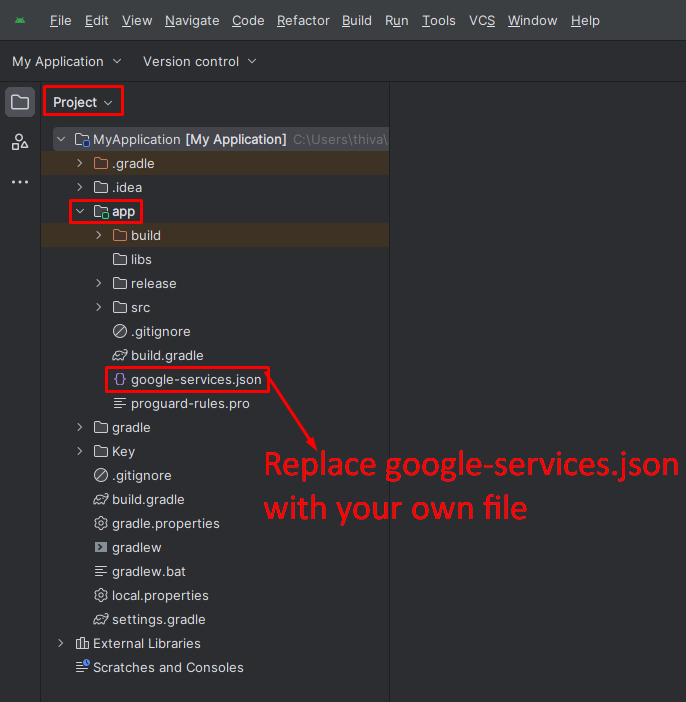 File Edit View Navigate Code Refactor Build Run Tools VCS Window Help
My Application Version control
Project
MyApplication [My Application] C:\Users\thiva\
.gradle
.idea
app
build
libs
release
src
.gitignore
build.gradle
google-services.json
proguard-rules.pro
gradle
Key
Replace google-services.json
with your own file
.gitignore
build.gradle
gradle.properties
gradlew
gradlew.bat
local.properties
settings.gradle
External Libraries
Scratches and Consoles